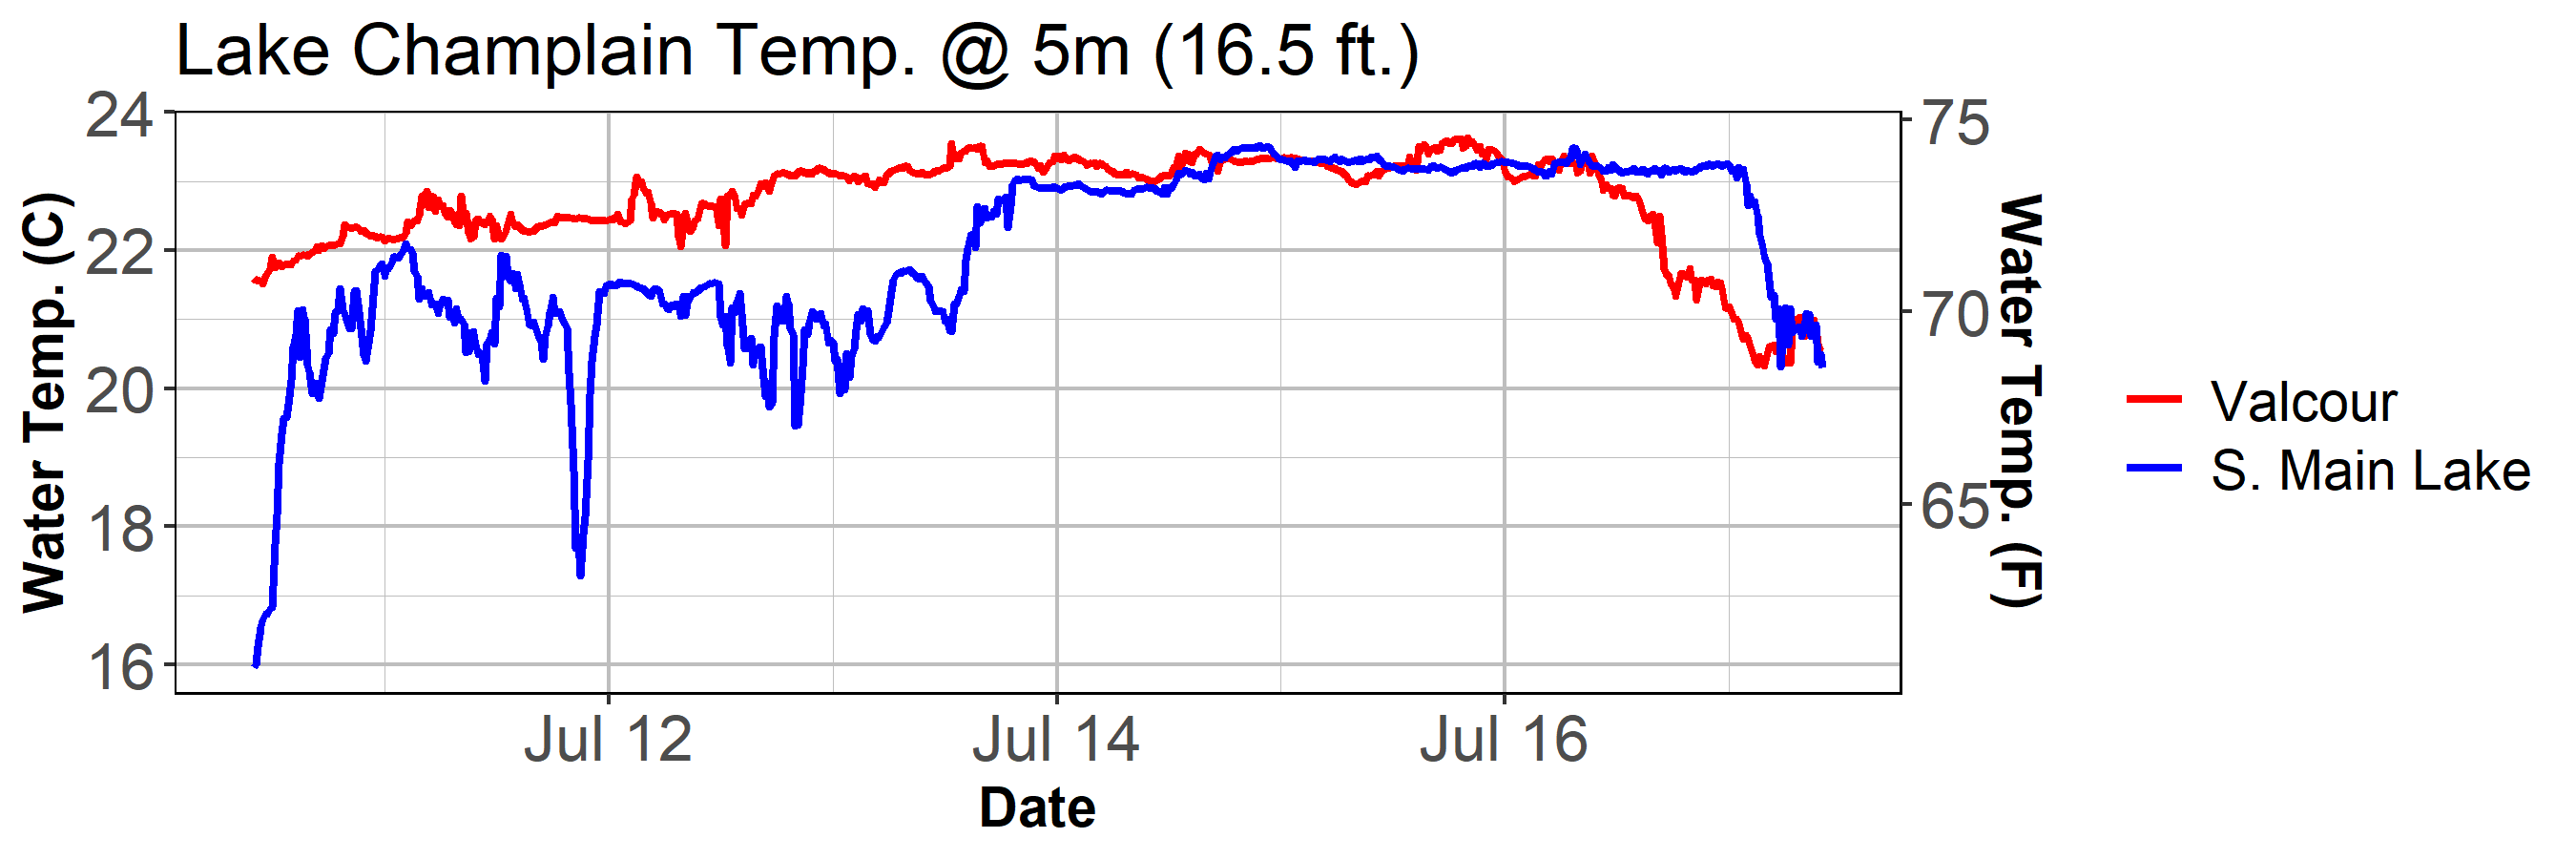 Lake Champlain Temp. @ 5m (16.5 ft.)
24
22
20
18
16
Water Temp. (C)
75
70
65
Water Temp. (F)
Jul 12
Jul 14
Jul 16
Date
Valcour
S. Main Lake